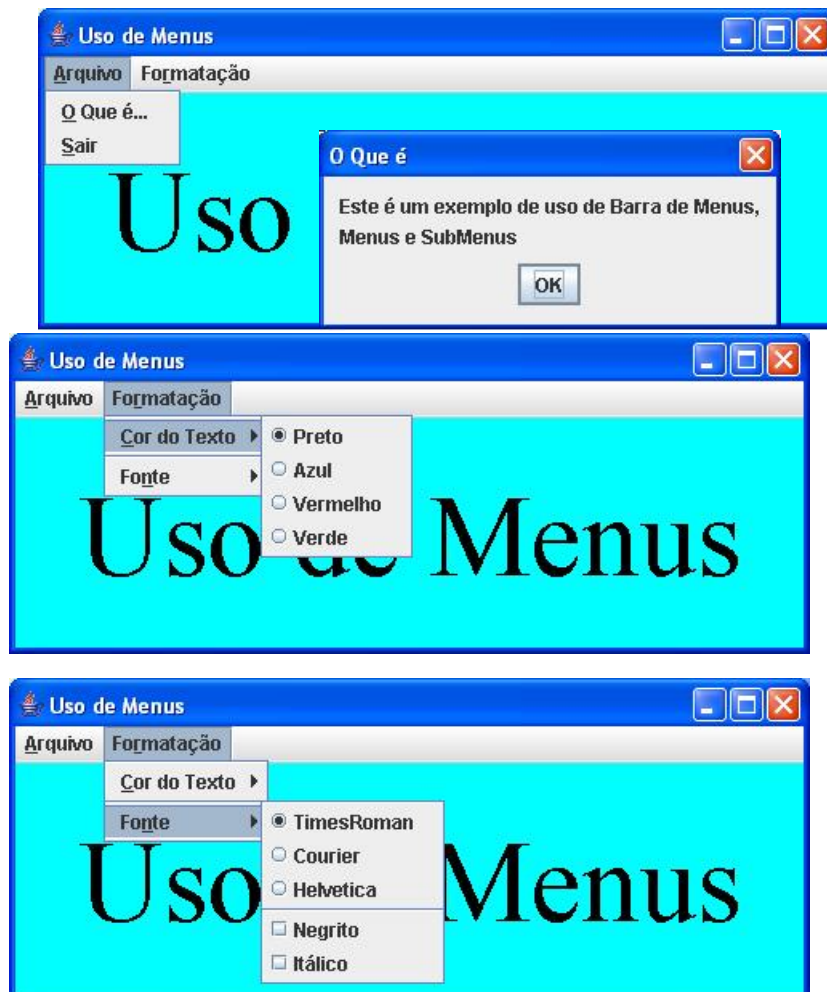 Uso de Menus
Arquivo Formatação
O Que é...
Sair
Uso
O Que é
Este é um exemplo de uso de Barra de Menus,
Menus e SubMenus
OK
Uso de Menus
Arquivo Formatação
Cor do Texto
Preto
Azul
Vermelho
Verde
Fonte
Uso de Menus
Uso de Menus
Arquivo Formatação
Cor do Texto
Fonte
TimesRoman
Courier
Helvetica
Negrito
Itálico
Uso Menus